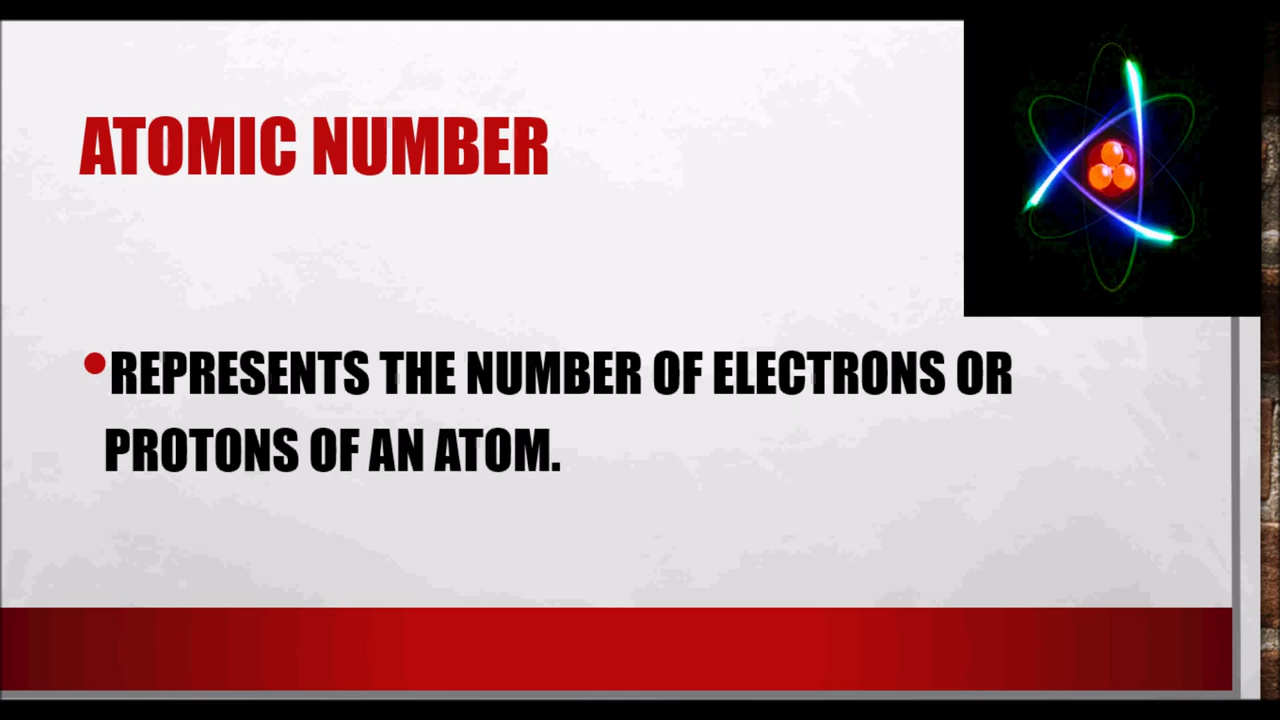 ATOMIC NUMBER
•REPRESENTS THE NUMBER OF ELECTRONS OR
PROTONS OF AN ATOM.